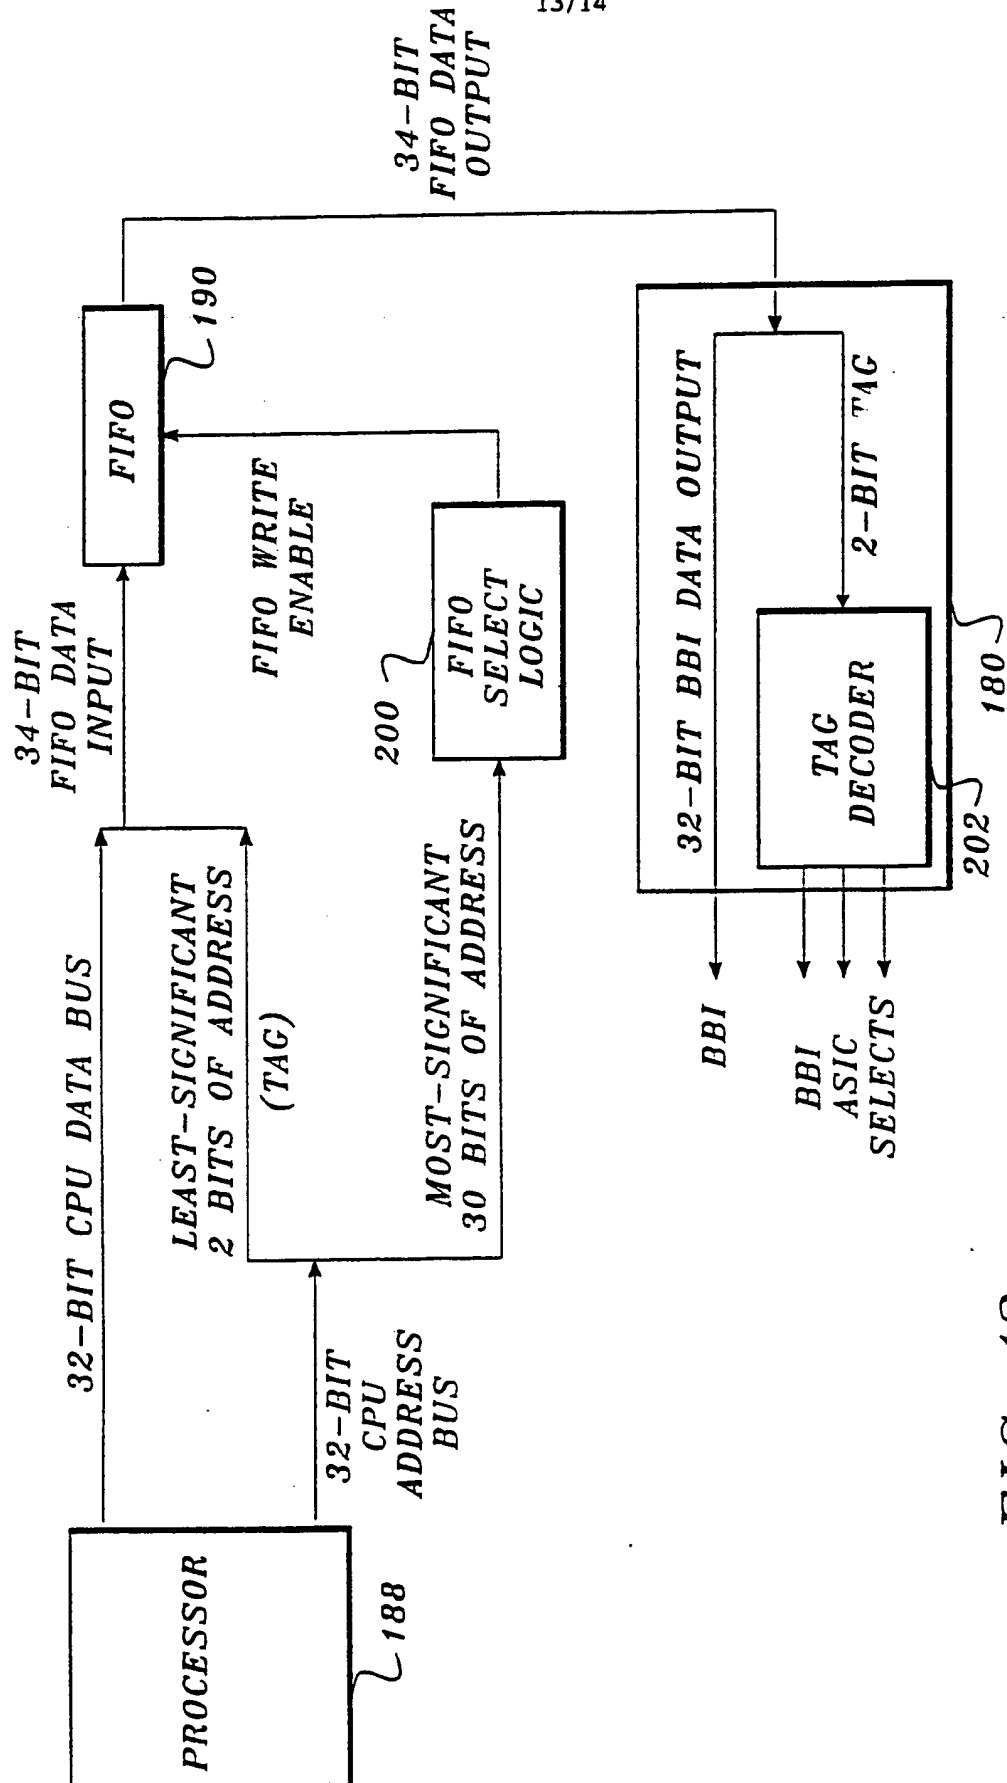 13/14
34-BIT
FIFO DATA
OUTPUT
190
FIFO
34-BIT
FIFO DATA
INPUT
FIFO WRITE
ENABLE
200
FIFO
SELECT
LOGIC
32-BIT CPU DATA BUS
LEAST-SIGNIFICANT
2 BITS OF ADDRESS
(TAG)
MOST-SIGNIFICANT
30 BITS OF ADDRESS
32-BIT
CPU
ADDRESS
BUS
PROCESSOR
188
32-BIT BBI DATA OUTPUT
2-BIT TAG
TAG
DECODER
180
202
BBI
BBI
ASIC
SELECTS